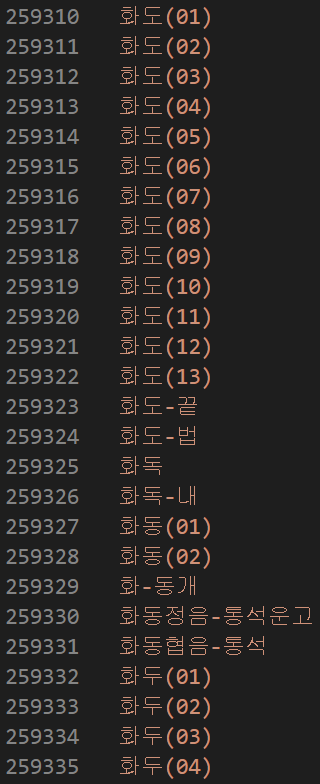 259310 화도(01)
259311 화도(02)
259312 화도(03)
259313 화도(04)
259314 화도(05)
259315 화도(06)
259316 화도(07)
259317 화도(08)
259318 화도(09)
259319 화도(10)
259320 화도(11)
259321 화도(12)
259322 화도(13)
259323 화도-끝
259324 화도-법
259325 화독
259326 화독-내
259327 화동(01)
259328 화동(02)
259329 화-동개
259330 화동정음-통석운고
259331 화동협음-통석
259332 화두(01)
259333 화두(02)
259334 화두(03)
259335 화두(04)